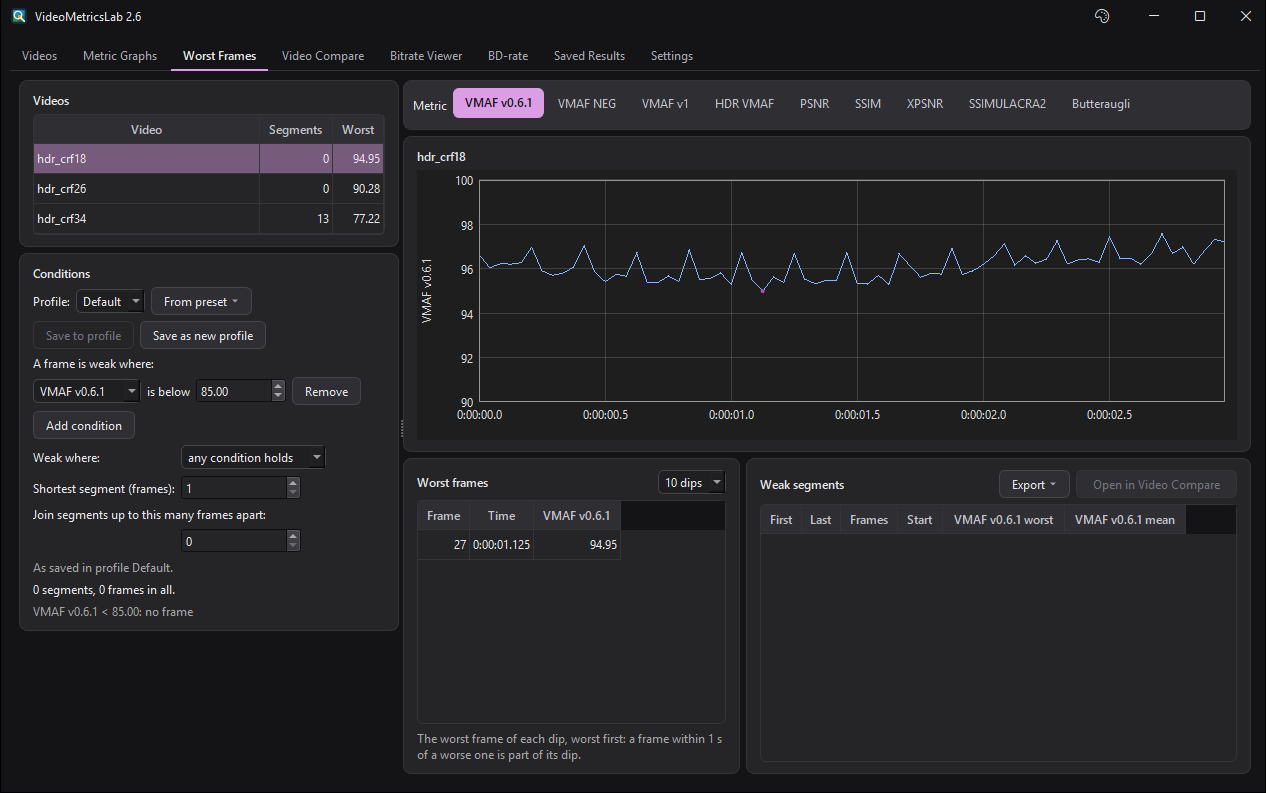 VideoMetricsLab 2.6
Videos Metric Graphs Worst Frames Video Compare Bitrate Viewer BD-rate Saved Results Settings
Videos
Video Segments Worst
hdr_crf18 0 94.95
hdr_crf26 0 90.28
hdr_crf34 13 77.22
Conditions
Profile: Default From preset
Save to profile Save as new profile
A frame is weak where:
VMAF v0.6.1 is below 85.00 Remove
Add condition
Weak where: any condition holds
Shortest segment (frames): 1
Join segments up to this many frames apart:
0
As saved in profile Default.
0 segments, 0 frames in all.
VMAF v0.6.1 < 85.00: no frame
Metric VMAF v0.6.1 VMAF NEG VMAF v1 HDR VMAF PSNR SSIM XPSNR SSIMULACRA2 Butteraugli
hdr_crf18
VMAF v0.6.1
100
98
96
94
92
90
0:00:00.0 0:00:00.5 0:00:01.0 0:00:01.5 0:00:02.0 0:00:02.5
Worst frames 10 dips
Frame Time VMAF v0.6.1
27 0:00:01.125 94.95
The worst frame of each dip, worst first: a frame within 1 s
of a worse one is part of its dip.
Weak segments Export Open in Video Compare
First Last Frames Start VMAF v0.6.1 worst VMAF v0.6.1 mean